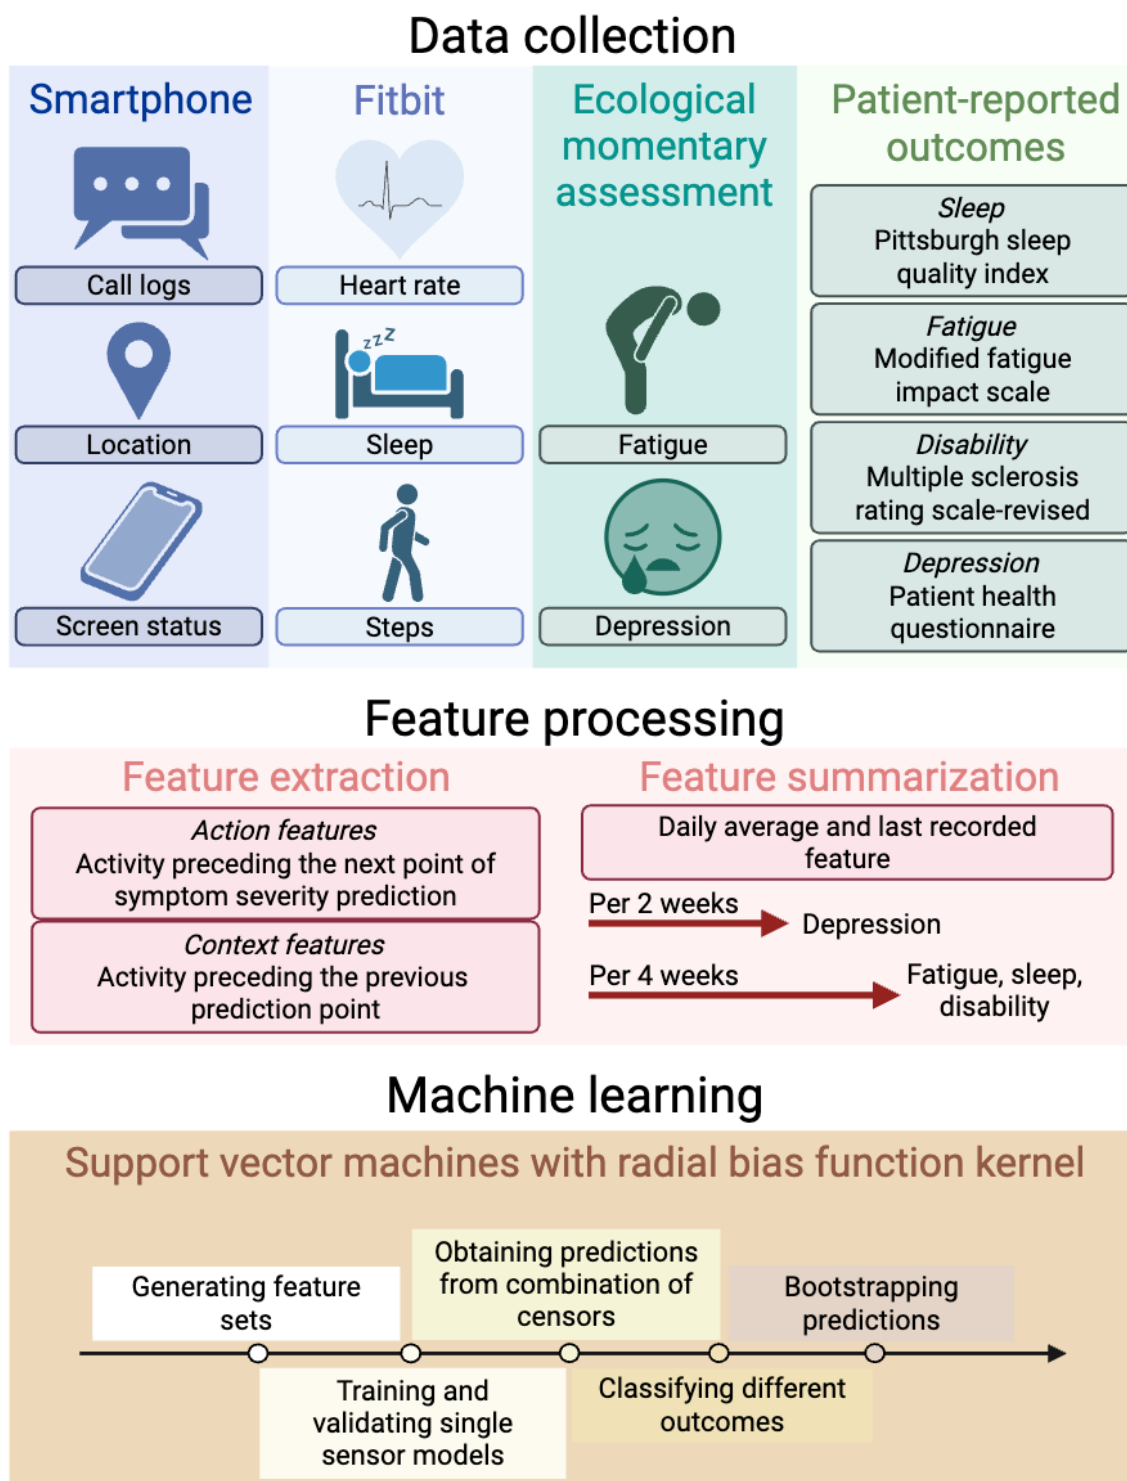 Data collection
Smartphone
Call logs
Location
Screen status
Fitbit
Heart rate
zzz
Sleep
Steps
Ecological
momentary
assessment
Fatigue
Depression
Patient-reported
outcomes
Sleep
Pittsburgh sleep
quality index
Fatigue
Modified fatigue
impact scale
Disability
Multiple sclerosis
rating scale-revised
Depression
Patient health
questionnaire
Feature processing
Feature extraction
Action features
Activity preceding the next point of
symptom severity prediction
Context features
Activity preceding the previous
prediction point
Feature summarization
Daily average and last recorded
feature
Per 2 weeks
Depression
Per 4 weeks
Fatigue, sleep,
disability
Machine learning
Support vector machines with radial bias function kernel
Generating feature
sets
Training and
validating single
sensor models
Obtaining predictions
from combination of
censors
Classifying different
outcomes
Bootstrapping
predictions